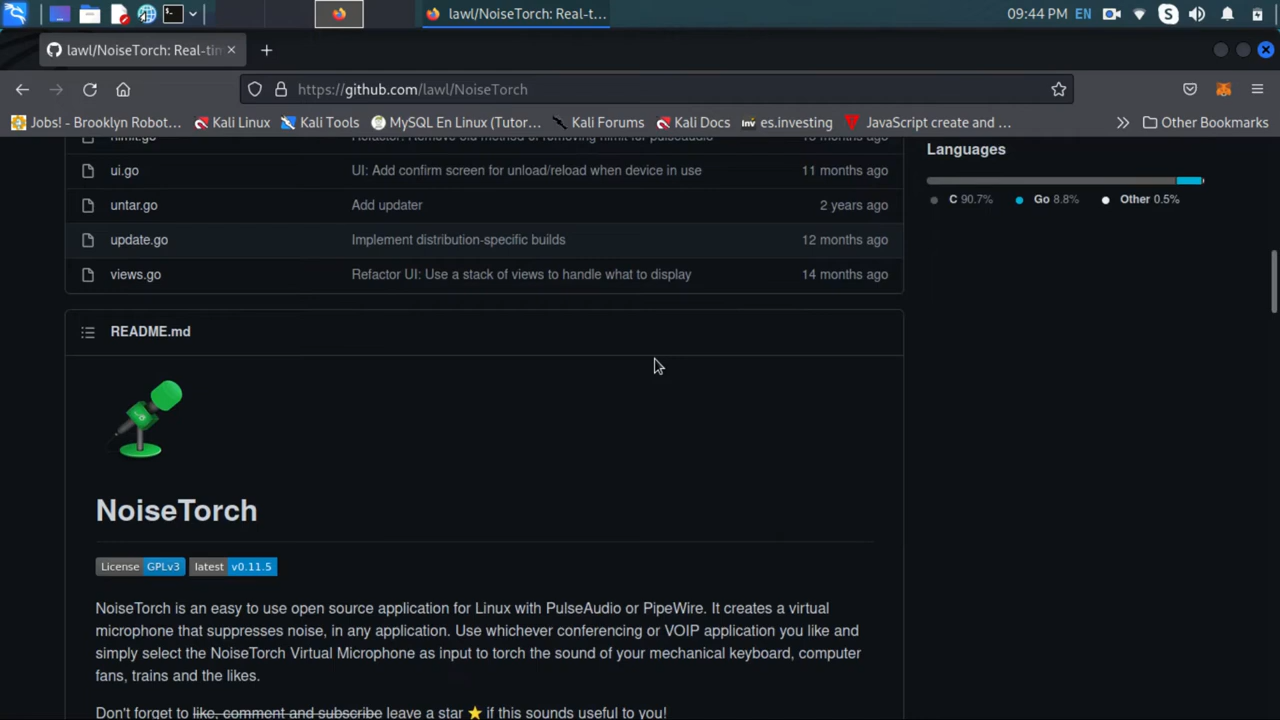 lawl/NoiseTorch: Real-t...
09:44 PM EN
lawl/NoiseTorch: Real-ti
https://github.com/lawl/NoiseTorch
Jobs! - Brooklyn Robot... Kali Linux Kali Tools MySQL En Linux (Tutor... Kali Forums Kali Docs inv es.investing JavaScript create and ... Other Bookmarks
ui.go UI: Add confirm screen for unload/reload when device in use 11 months ago
untar.go Add updater 2 years ago
update.go Implement distribution-specific builds 12 months ago
views.go Refactor UI: Use a stack of views to handle what to display 14 months ago
Languages
C 90.7% Go 8.8% Other 0.5%
README.md
NoiseTorch
License GPLv3 latest v0.11.5
NoiseTorch is an easy to use open source application for Linux with PulseAudio or PipeWire. It creates a virtual
microphone that suppresses noise, in any application. Use whichever conferencing or VOIP application you like and
simply select the NoiseTorch Virtual Microphone as input to torch the sound of your mechanical keyboard, computer
fans, trains and the likes.
Don't forget to like, comment and subscribe leave a star ⭐ if this sounds useful to you!